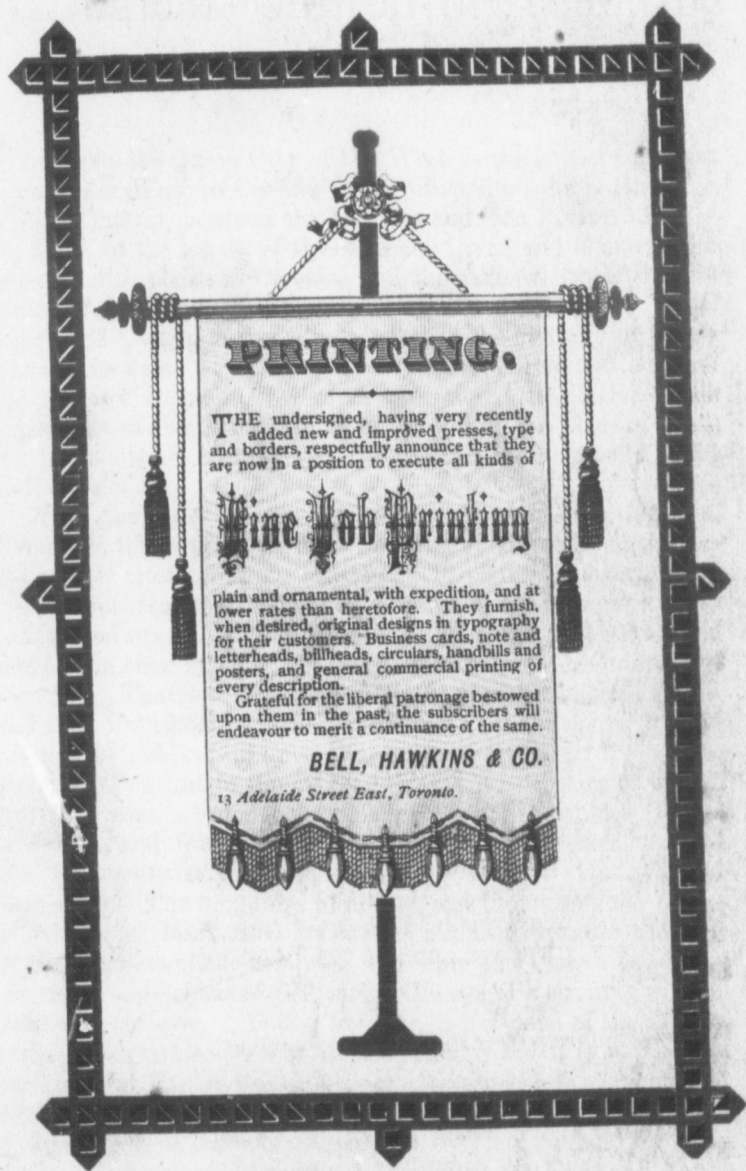 PRINTING.
THE undersigned, having very recently
added new and improved presses, type
and borders, respectfully announce that they
are now in a position to execute all kinds of
Fine Job Printing
plain and ornamental, with expedition, and at
lower rates than heretofore. They furnish,
when desired, original designs in typography
for their customers. Business cards, note and
letterheads, billheads, circulars, handbills and
posters, and general commercial printing of
every description.
Grateful for the liberal patronage bestowed
upon them in the past, the subscribers will
endeavour to merit a continuance of the same.
BELL, HAWKINS & CO.
13 Adelaide Street East, Toronto.